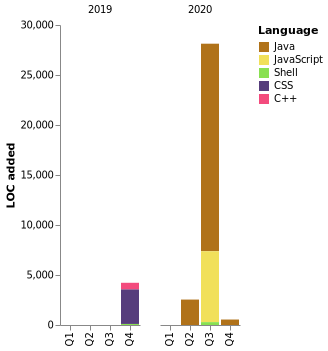 2019
2020
LOC added
30,000
25,000
20,000
15,000
10,000
5,000
0
Q1
Q2
Q3
Q4
Q1
Q2
Q3
Q4
Language
Java
JavaScript
Shell
CSS
C++